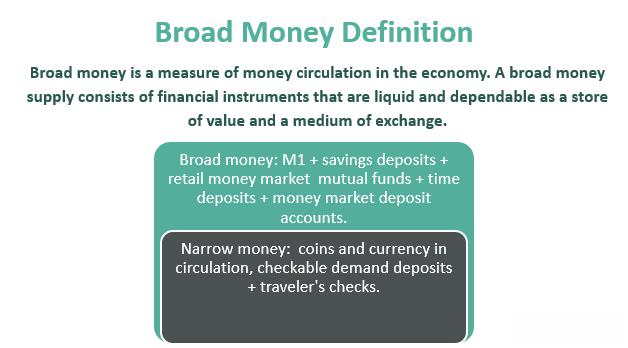 Broad Money Definition
Broad money is a measure of money circulation in the economy. A broad money
supply consists of financial instruments that are liquid and dependable as a store
of value and a medium of exchange.
Broad money: M1 + savings deposits +
retail money market  mutual funds + time
deposits + money market deposit
accounts.
Narrow money:  coins and currency in
circulation, checkable demand deposits
+ traveler's checks.